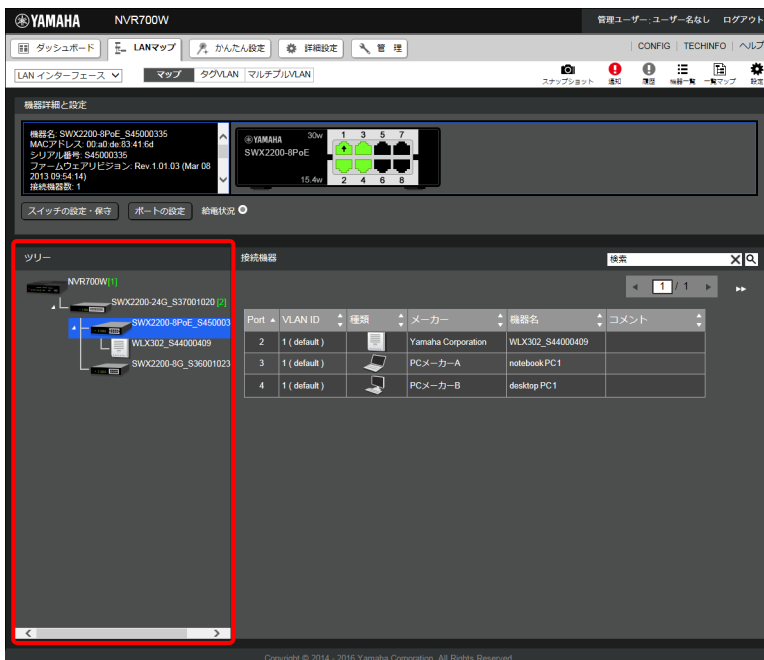 YAMAHA NVR700W 管理ユーザー:ユーザー名なし ログアウト
ダッシュボード LANマップ かんたん設定 詳細設定 管 理 CONFIG TECHINFO ヘルプ
LAN インターフェース マップ タグVLAN マルチプルVLAN スナップショット 通知 履歴 機器一覧 一覧マップ 設定
機器詳細と設定
機器名: SWX2200-8PoE_S45000335
MACアドレス: 00:a0:de:83:41:6d
シリアル番号: S45000335
ファームウェアリビジョン: Rev.1.01.03 (Mar 08
2013 09:54:14)
接続機器数: 1
YAMAHA 30w 1 3 5 7
SWX2200-8PoE
15.4w 2 4 6 8
スイッチの設定・保守 ポートの設定 給電状況
ツリー
NVR700W[1]
SWX2200-24G_S37001020 [2]
SWX2200-8PoE_S450003
WLX302_S44000409
SWX2200-8G_S36001023
接続機器 検索
1 / 1
Port VLAN ID 種類 メーカー 機器名 コメント
2 1 ( default ) Yamaha Corporation WLX302_S44000409
3 1 ( default ) PCメーカーA notebook PC1
4 1 ( default ) PCメーカーB desktop PC1
Copyright © 2014 - 2016 Yamaha Corporation. All Rights Reserved.